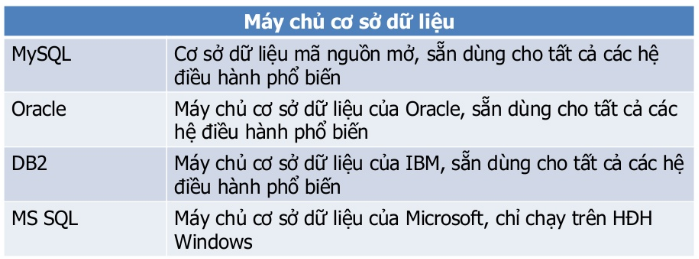 Máy chủ cơ sở dữ liệu
MySQL Cơ sở dữ liệu mã nguồn mở, sẵn dùng cho tất cả các hệ
điều hành phổ biến
Oracle Máy chủ cơ sở dữ liệu của Oracle, sẵn dùng cho tất cả các
hệ điều hành phổ biến
DB2 Máy chủ cơ sở dữ liệu của IBM, sẵn dùng cho tất cả các hệ
điều hành phổ biến
MS SQL Máy chủ cơ sở dữ liệu của Microsoft, chỉ chạy trên HĐH
Windows